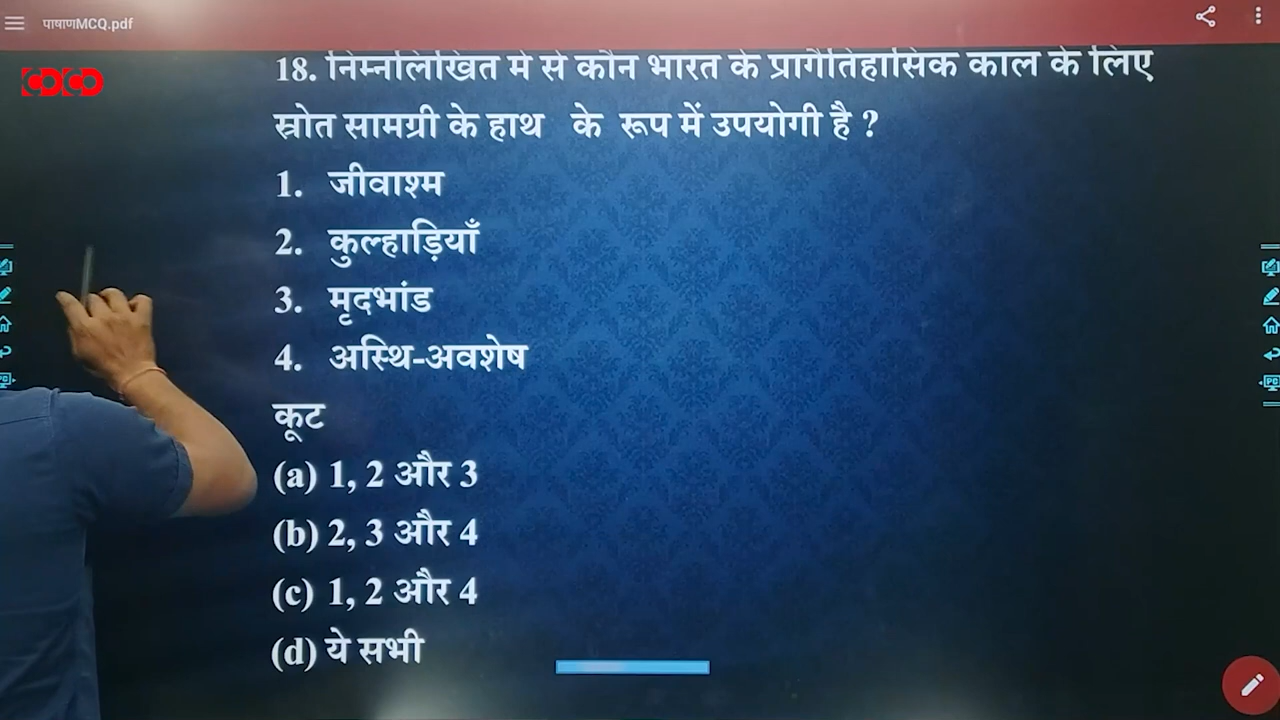 पाषाणMCQ.pdf
COCO
18. निम्नलिखित मे से कौन भारत के प्रागैतिहासिक काल के लिए
स्रोत सामग्री के हाथ के रूप में उपयोगी है ?
1. जीवाश्म
2. कुल्हाड़ियाँ
3. मृदभांड
4. अस्थि-अवशेष
कूट
(a) 1, 2 और 3
(b) 2, 3 और 4
(c) 1, 2 और 4
(d) ये सभी